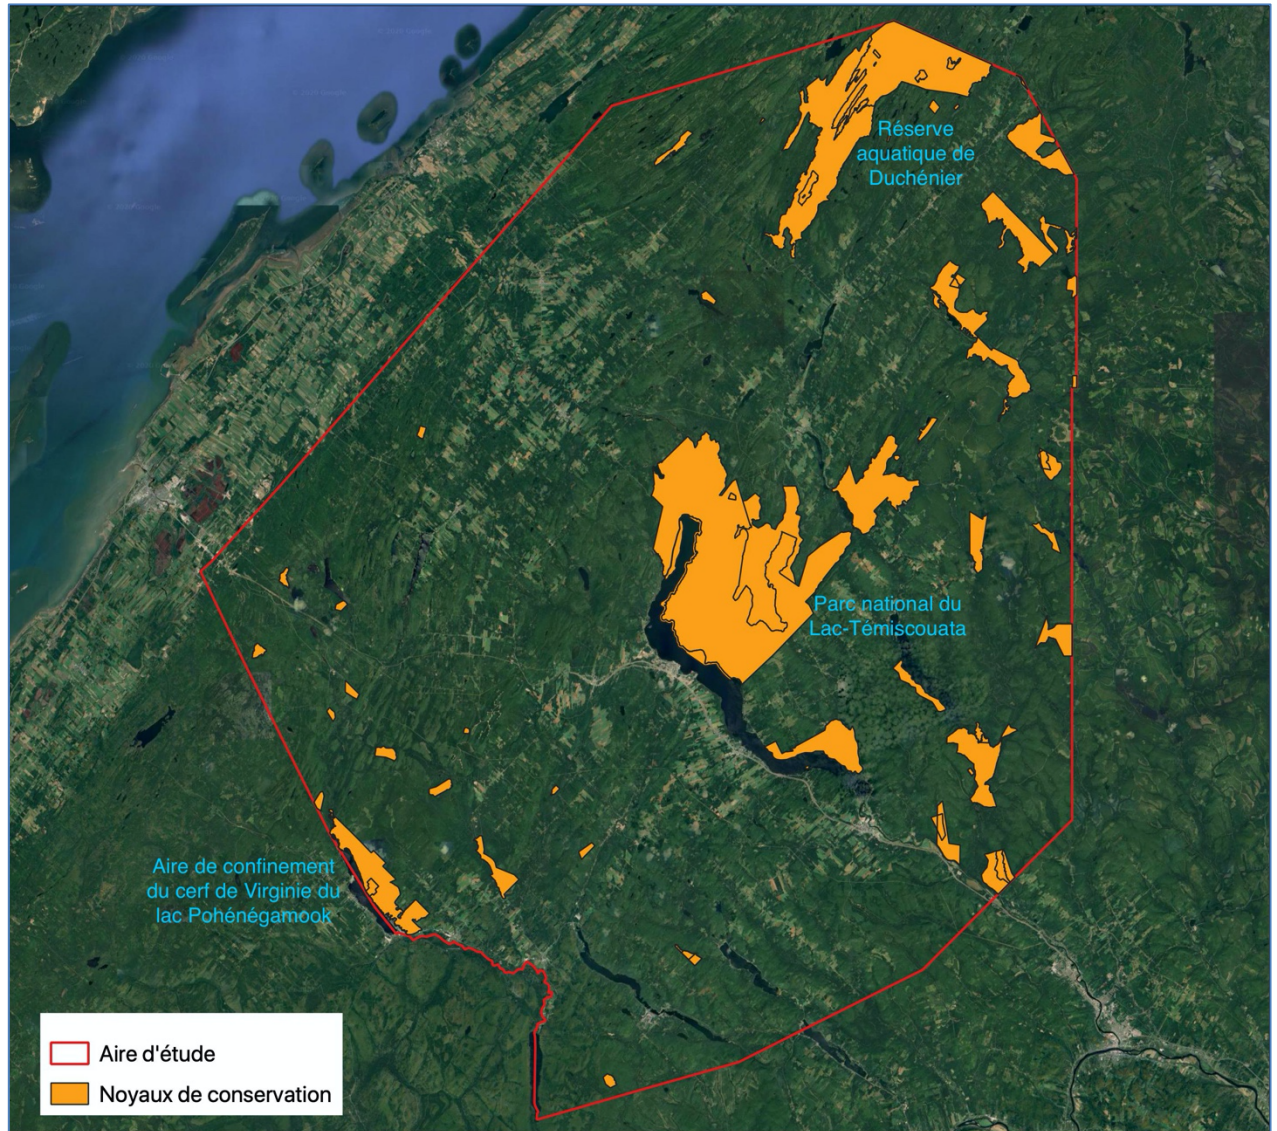 Réserve
aquatique de
Duchénier
Parc national du
Lac-Témiscouata
Aire de confinement
du cerf de Virginie du
lac Pohénégamook
Aire d'étude
Noyaux de conservation